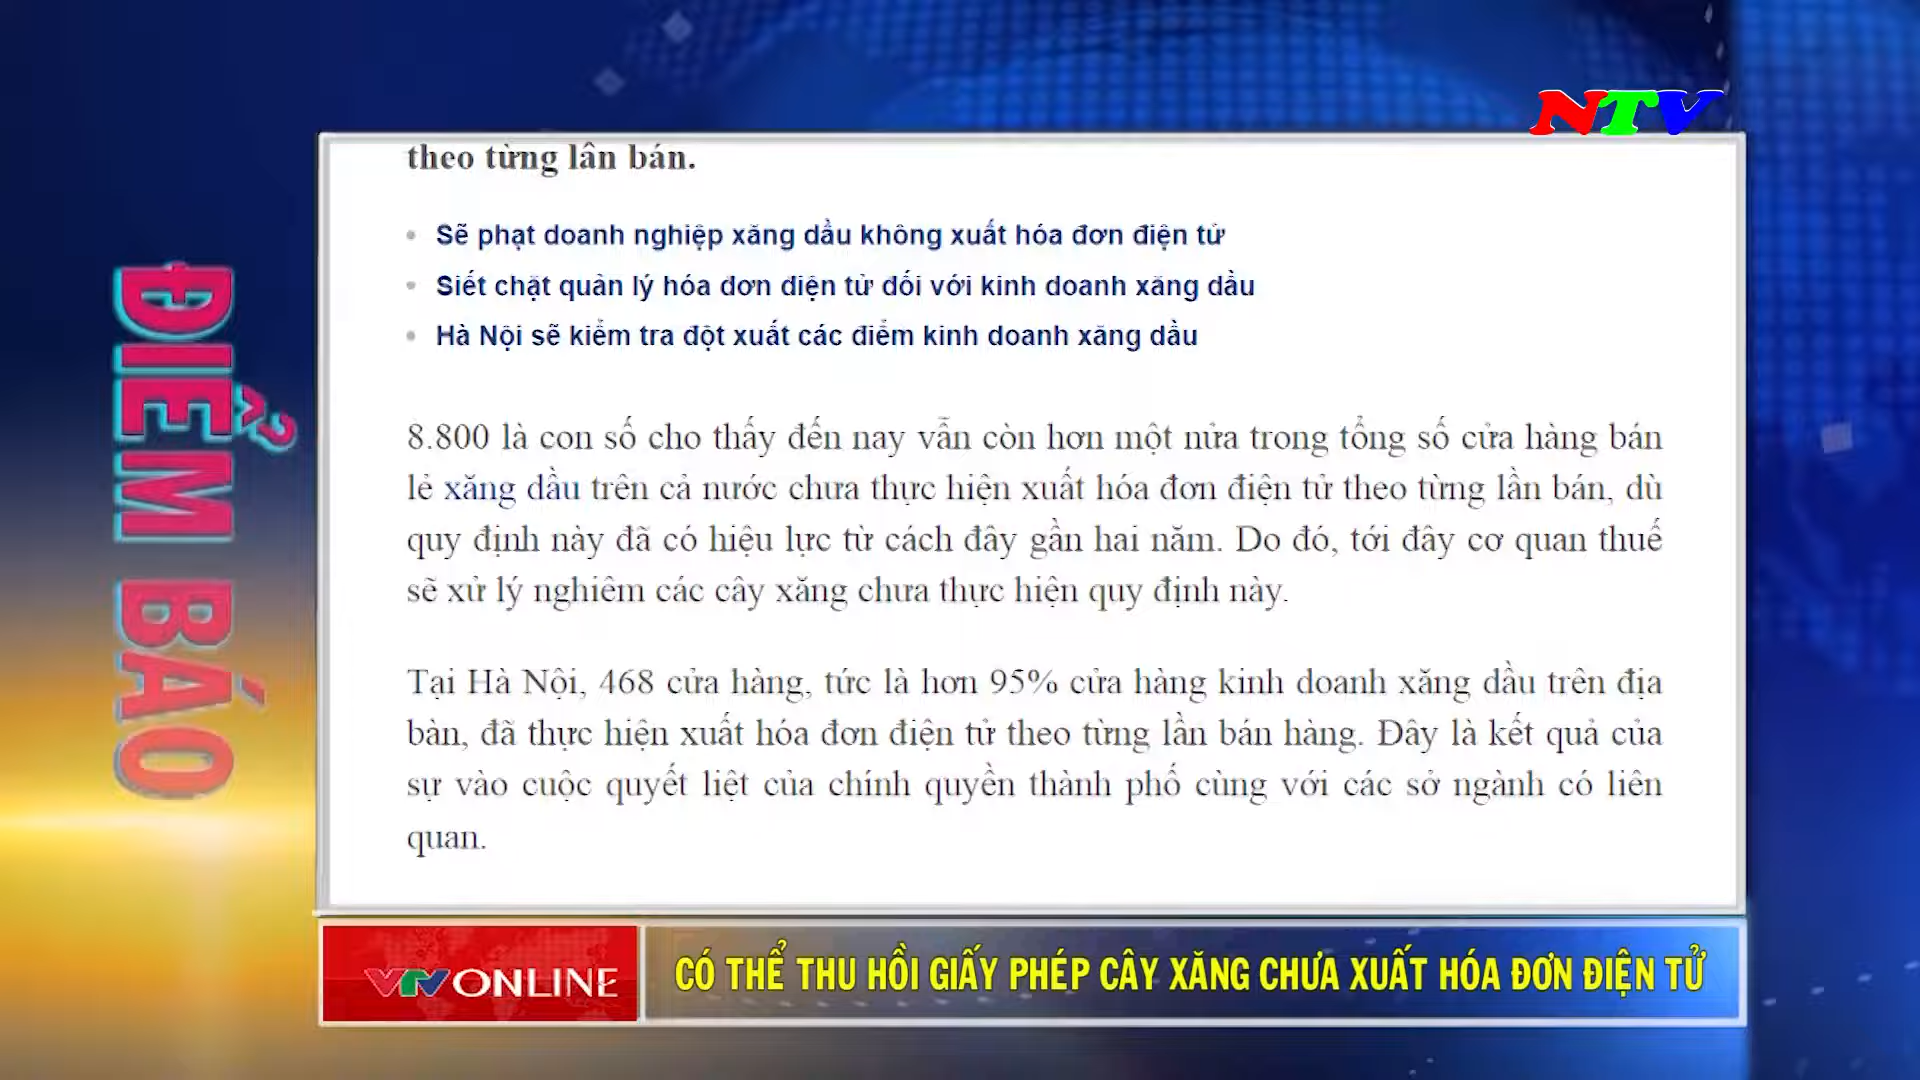 NTV
ĐIỂM BÁO
theo từng lần bán.
Sẽ phạt doanh nghiệp xăng dầu không xuất hóa đơn điện tử
Siết chặt quản lý hóa đơn điện tử đối với kinh doanh xăng dầu
Hà Nội sẽ kiểm tra đột xuất các điểm kinh doanh xăng dầu
8.800 là con số cho thấy đến nay vẫn còn hơn một nửa trong tổng số cửa hàng bán
lẻ xăng dầu trên cả nước chưa thực hiện xuất hóa đơn điện tử theo từng lần bán, dù
quy định này đã có hiệu lực từ cách đây gần hai năm. Do đó, tới đây cơ quan thuế
sẽ xử lý nghiêm các cây xăng chưa thực hiện quy định này.
Tại Hà Nội, 468 cửa hàng, tức là hơn 95% cửa hàng kinh doanh xăng dầu trên địa
bàn, đã thực hiện xuất hóa đơn điện tử theo từng lần bán hàng. Đây là kết quả của
sự vào cuộc quyết liệt của chính quyền thành phố cùng với các sở ngành có liên
quan.
VTV ONLINE
CÓ THỂ THU HỒI GIẤY PHÉP CÂY XĂNG CHƯA XUẤT HÓA ĐƠN ĐIỆN TỬ